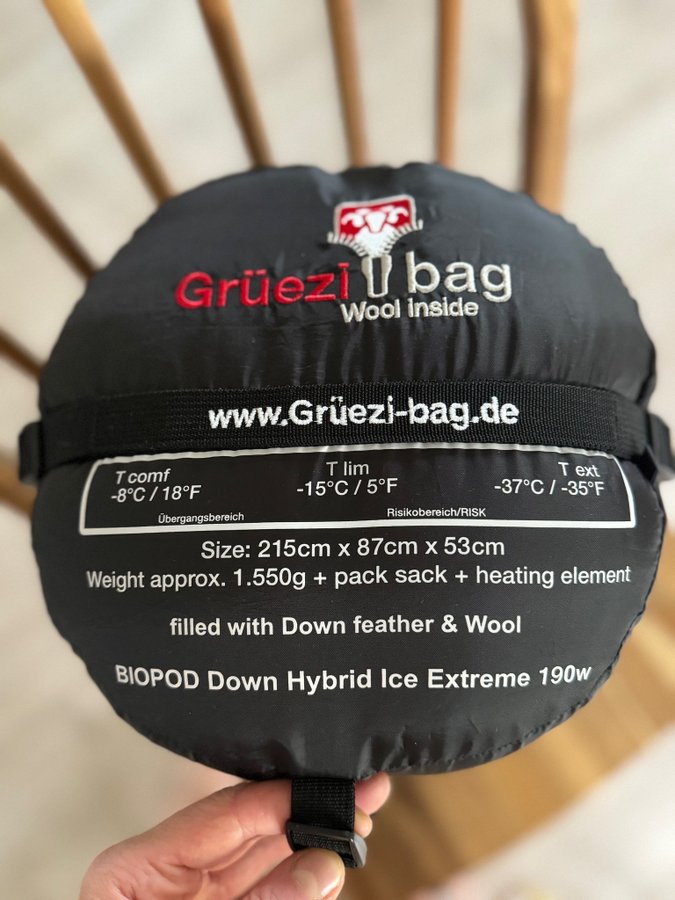 Grüezi bag
Wool inside
www.Grüezi-bag.de
T comf T lim T ext
-8°C / 18°F -15°C / 5°F -37°C / -35°F
Übergangsbereich Risikobereich/RISK
Size: 215cm x 87cm x 53cm
Weight approx. 1.550g + pack sack + heating element
filled with Down feather & Wool
BIOPOD Down Hybrid Ice Extreme 190w